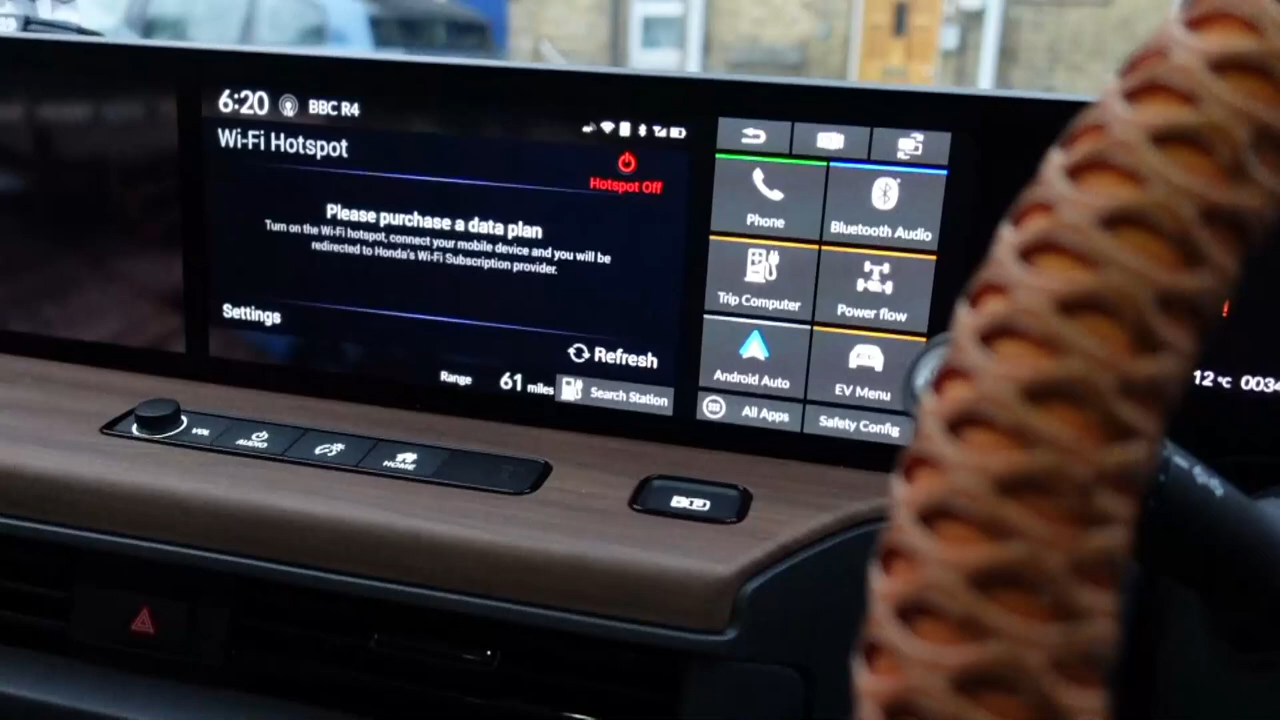 6:20 BBC R4
Wi-Fi Hotspot
Hotspot Off
Please purchase a data plan
Turn on the Wi-Fi hotspot, connect your mobile device and you will be
redirected to Honda's Wi-Fi Subscription provider.
Settings
Refresh
Range 61 miles Search Station
Phone
Bluetooth Audio
Trip Computer
Power flow
Android Auto
EV Menu
All Apps
Safety Config
12°C
VOL
AUDIO
HOME